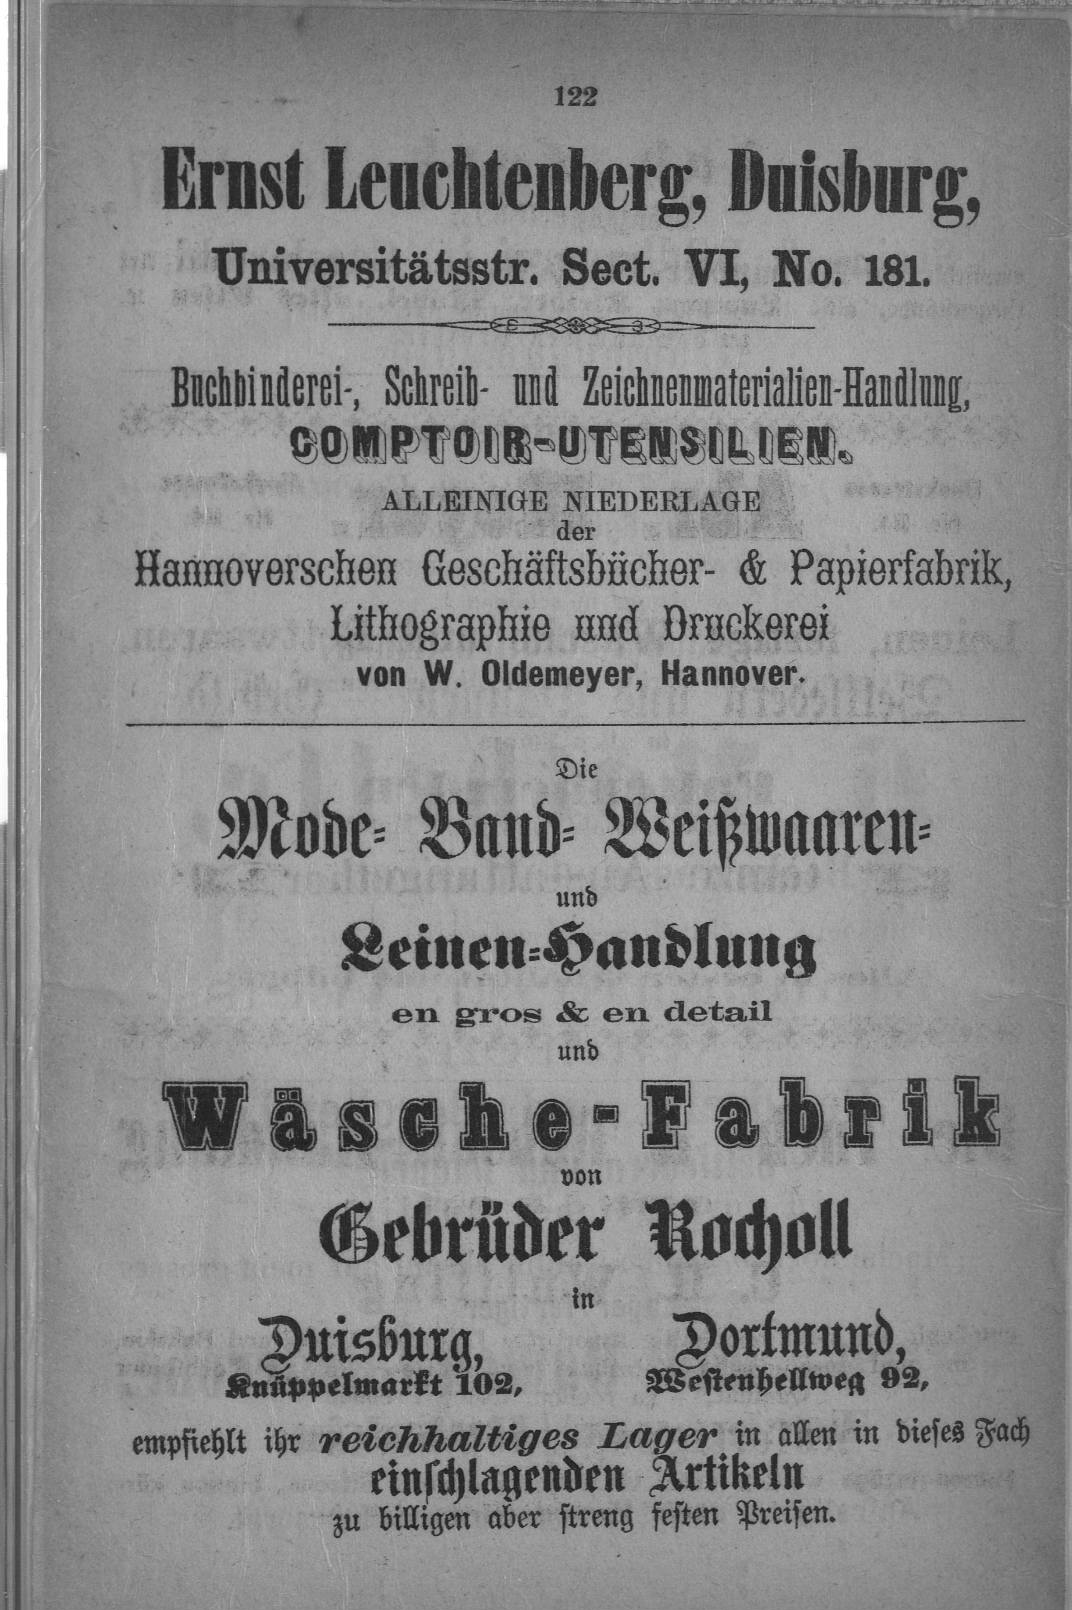 122
Ernst Leuchtenberg, Duisburg,
Universitätsstr. Sect. VI, No. 181.
Buchbinderei-, Schreib- und Zeichnenmaterialien-Handlung,
COMPTOIR-UTENSILIEN.
ALLEINIGE NIEDERLAGE
der
Hannoverschen Geschäftsbücher- & Papierfabrik,
Lithographie und Druckerei
von W. Oldemeyer, Hannover.
Die
Mode- Band- Weißwaaren-
und
Leinen-Handlung
en gros & en detail
und
Wäsche-Fabrik
von
Gebrüder Rocholl
in
Duisburg, Dortmund,
Knüppelmarkt 102, Westenhellweg 92,
empfiehlt ihr reichhaltiges Lager in allen in dieses Fach
einschlagenden Artikeln
zu billigen aber streng festen Preisen.